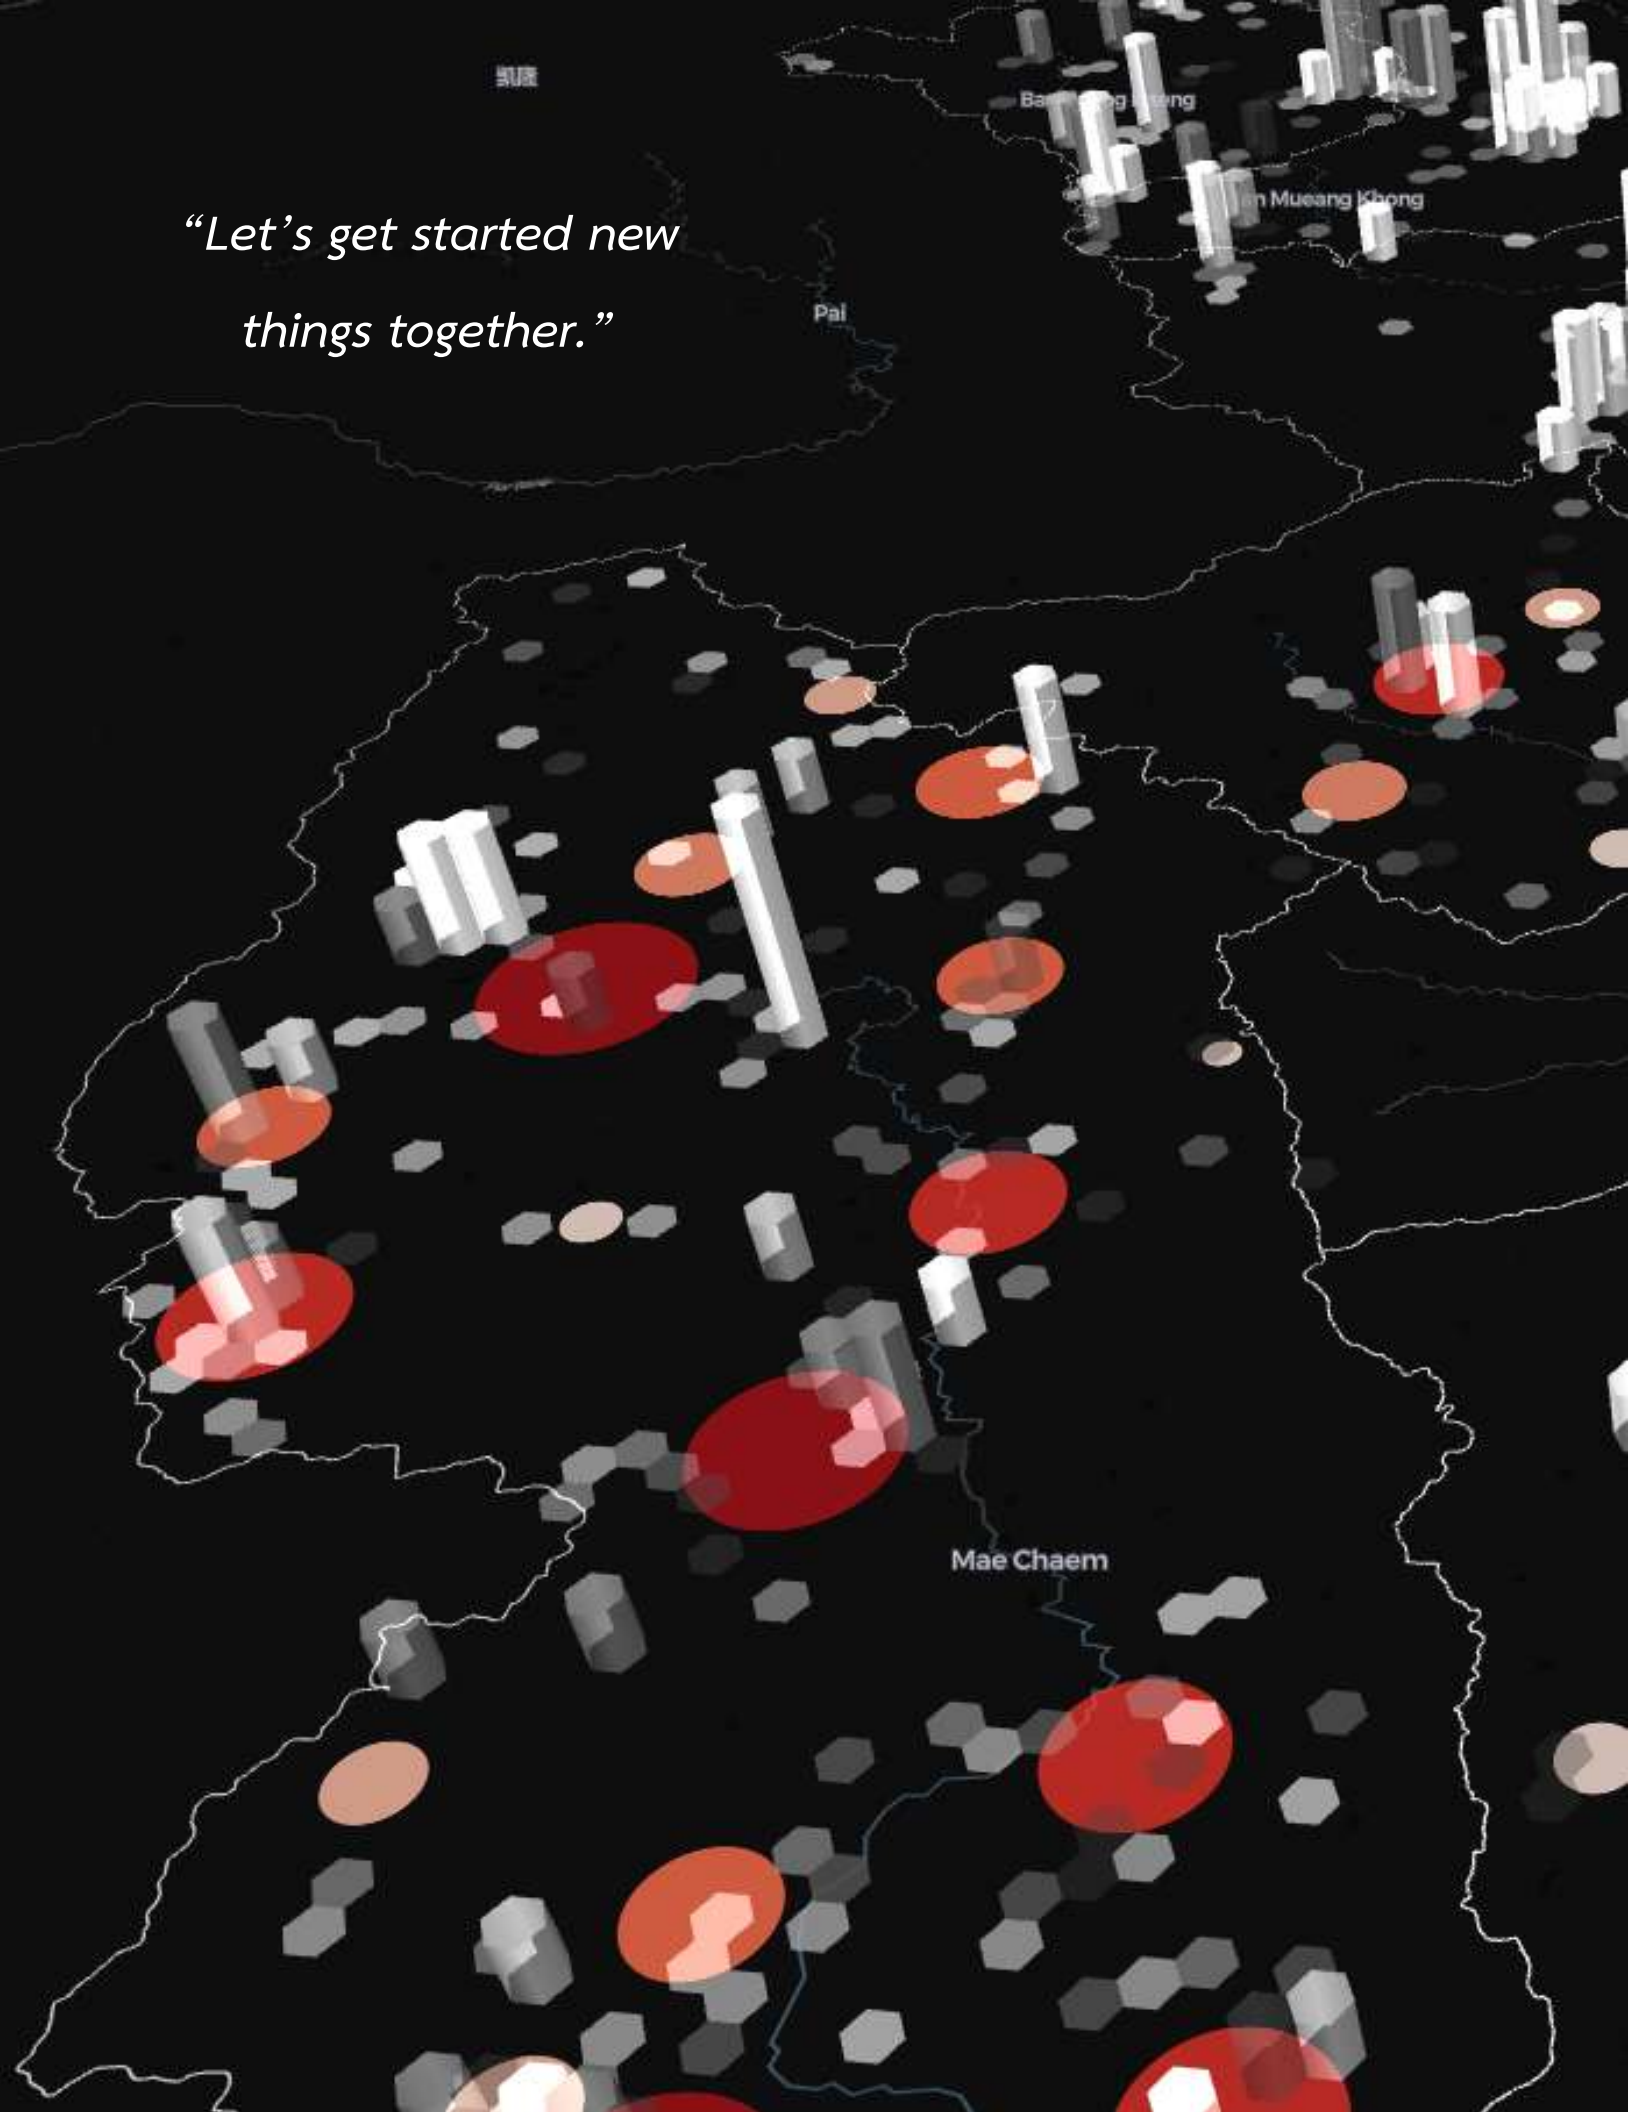 “Let’s get started new
things together.”
Pai
Mueang Khong
Mae Chaem